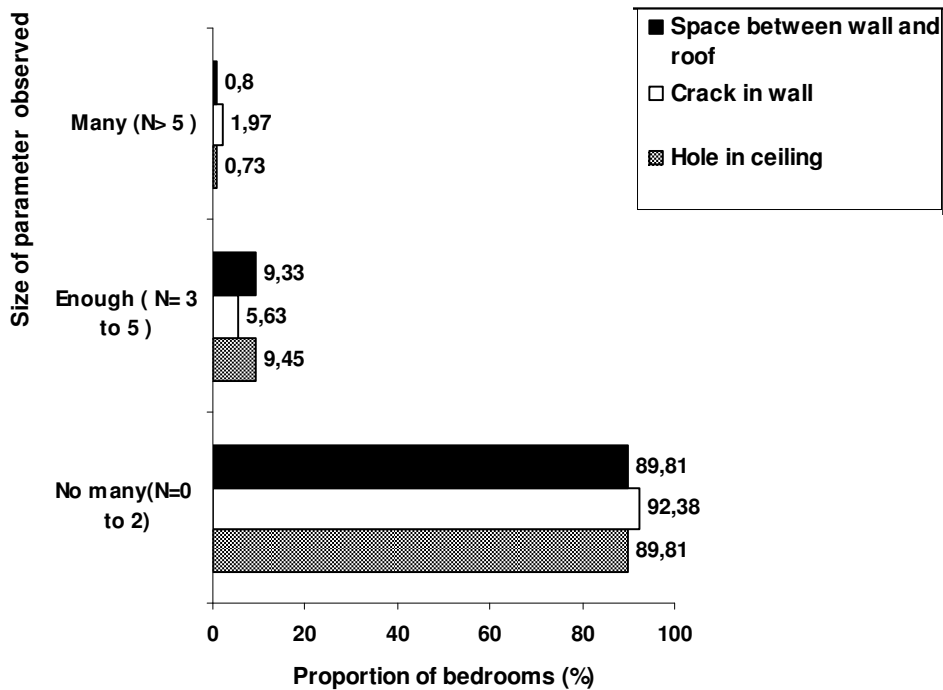 Size of parameter observed
Many (N> 5 )
Enough ( N= 3
to 5 )
No many(N=0
to 2)
0,8
1,97
0,73
9,33
5,63
9,45
89,81
92,38
89,81
0
20
40
60
80
100
Proportion of bedrooms (%)
Space between wall and
roof
Crack in wall
Hole in ceiling